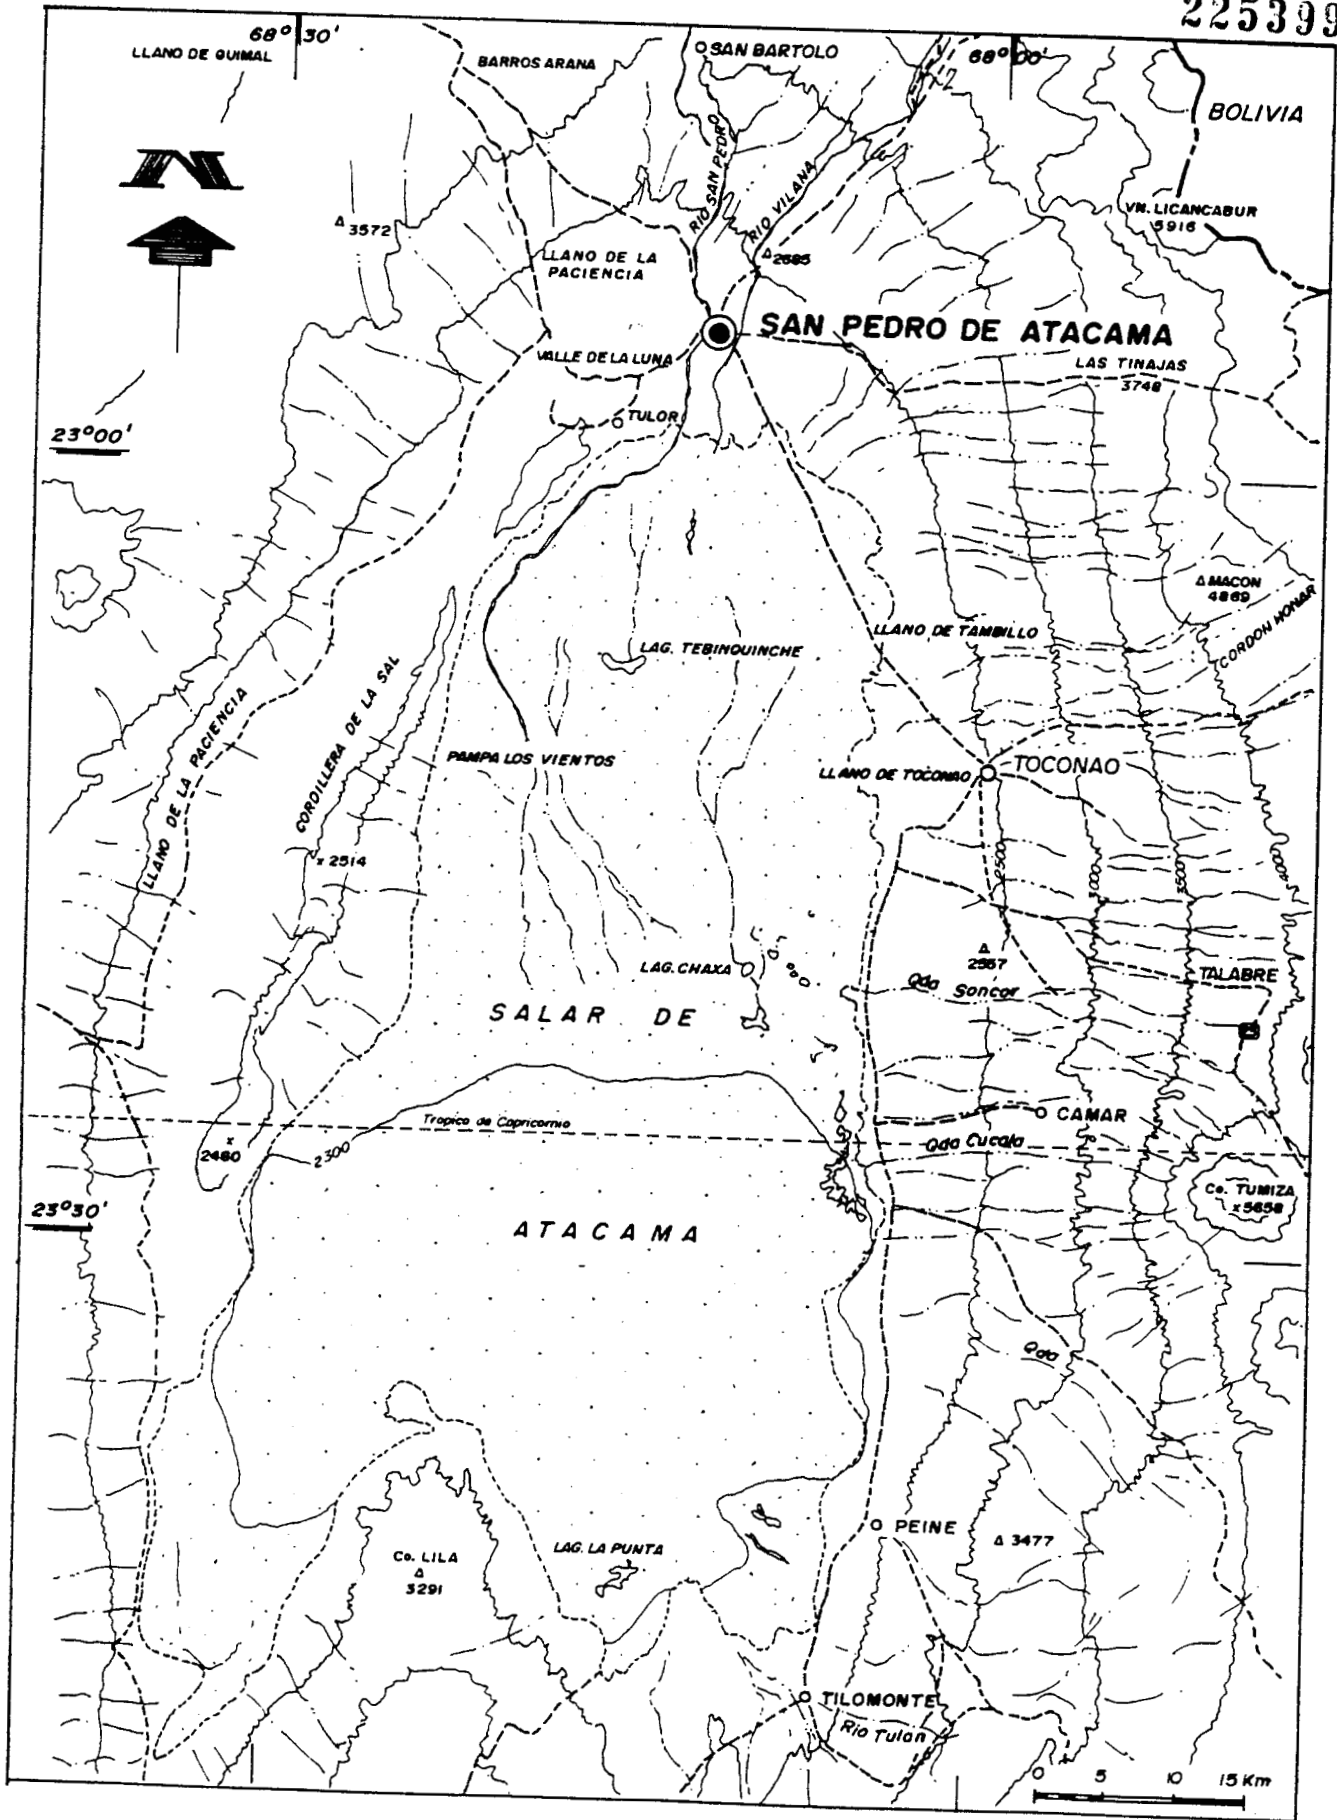 225399
68°30'
LLANO DE QUIMAL
BARROS ARANA
SAN BARTOLO
68°00'
BOLIVIA
N
RIO SAN PEDRO
RIO VILANA
VN. LICANCABUR
5916
3572
LLANO DE LA
PACIENCIA
2685
SAN PEDRO DE ATACAMA
VALLE DE LA LUNA
LAS TINAJAS
3748
TULOR
23°00'
MACON
4869
CORDON HONAR
LLANO DE TAMBILLO
LAG. TEBINQUINCHE
LLANO DE LA PACIENCIA
CORDILLERA DE LA SAL
PAMPA LOS VIENTOS
LLANO DE TOCONAO
TOCONAO
x 2514
2500
3000
3500
4000
2567
LAG. CHAXA
Qda Soncor
TALABRE
SALAR DE
CAMAR
Tropico de Capricornio
Qda Cucala
x
2460
2300
Co. TUMIZA
x 5658
23°30'
ATACAMA
Qda
PEINE
3477
Co. LILA
3291
LAG. LA PUNTA
TILOMONTE
Rio Tulan
0 5 10 15 Km